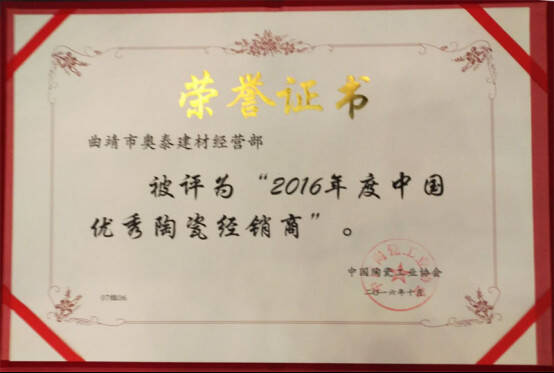 荣誉证书
曲靖市奥泰建材经营部
被评为“2016年度中国
优秀陶瓷经销商”。
中国陶瓷工业协会
二〇一六年十月